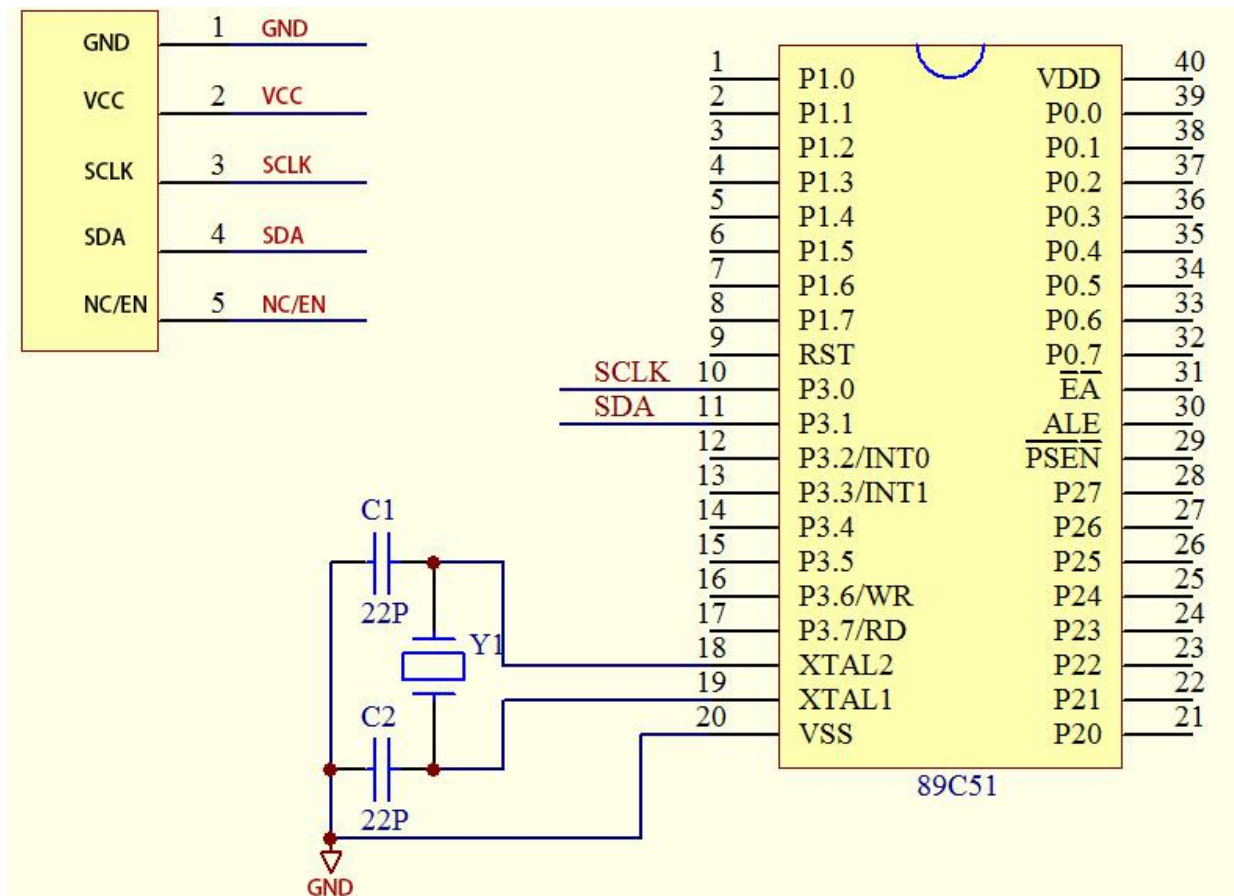 GND 1 GND
VCC 2 VCC
SCLK 3 SCLK
SDA 4 SDA
NC/EN 5 NC/EN
1 P1.0 VDD 40
2 P1.1 P0.0 39
3 P1.2 P0.1 38
4 P1.3 P0.2 37
5 P1.4 P0.3 36
6 P1.5 P0.4 35
7 P1.6 P0.5 34
8 P1.7 P0.6 33
9 RST P0.7 32
SCLK 10 P3.0 EA 31
SDA 11 P3.1 ALE 30
12 P3.2/INT0 PSEN 29
13 P3.3/INT1 P27 28
14 P3.4 P26 27
15 P3.5 P25 26
16 P3.6/WR P24 25
17 P3.7/RD P23 24
18 XTAL2 P22 23
19 XTAL1 P21 22
20 VSS P20 21
89C51
C1
22P
Y1
C2
22P
GND